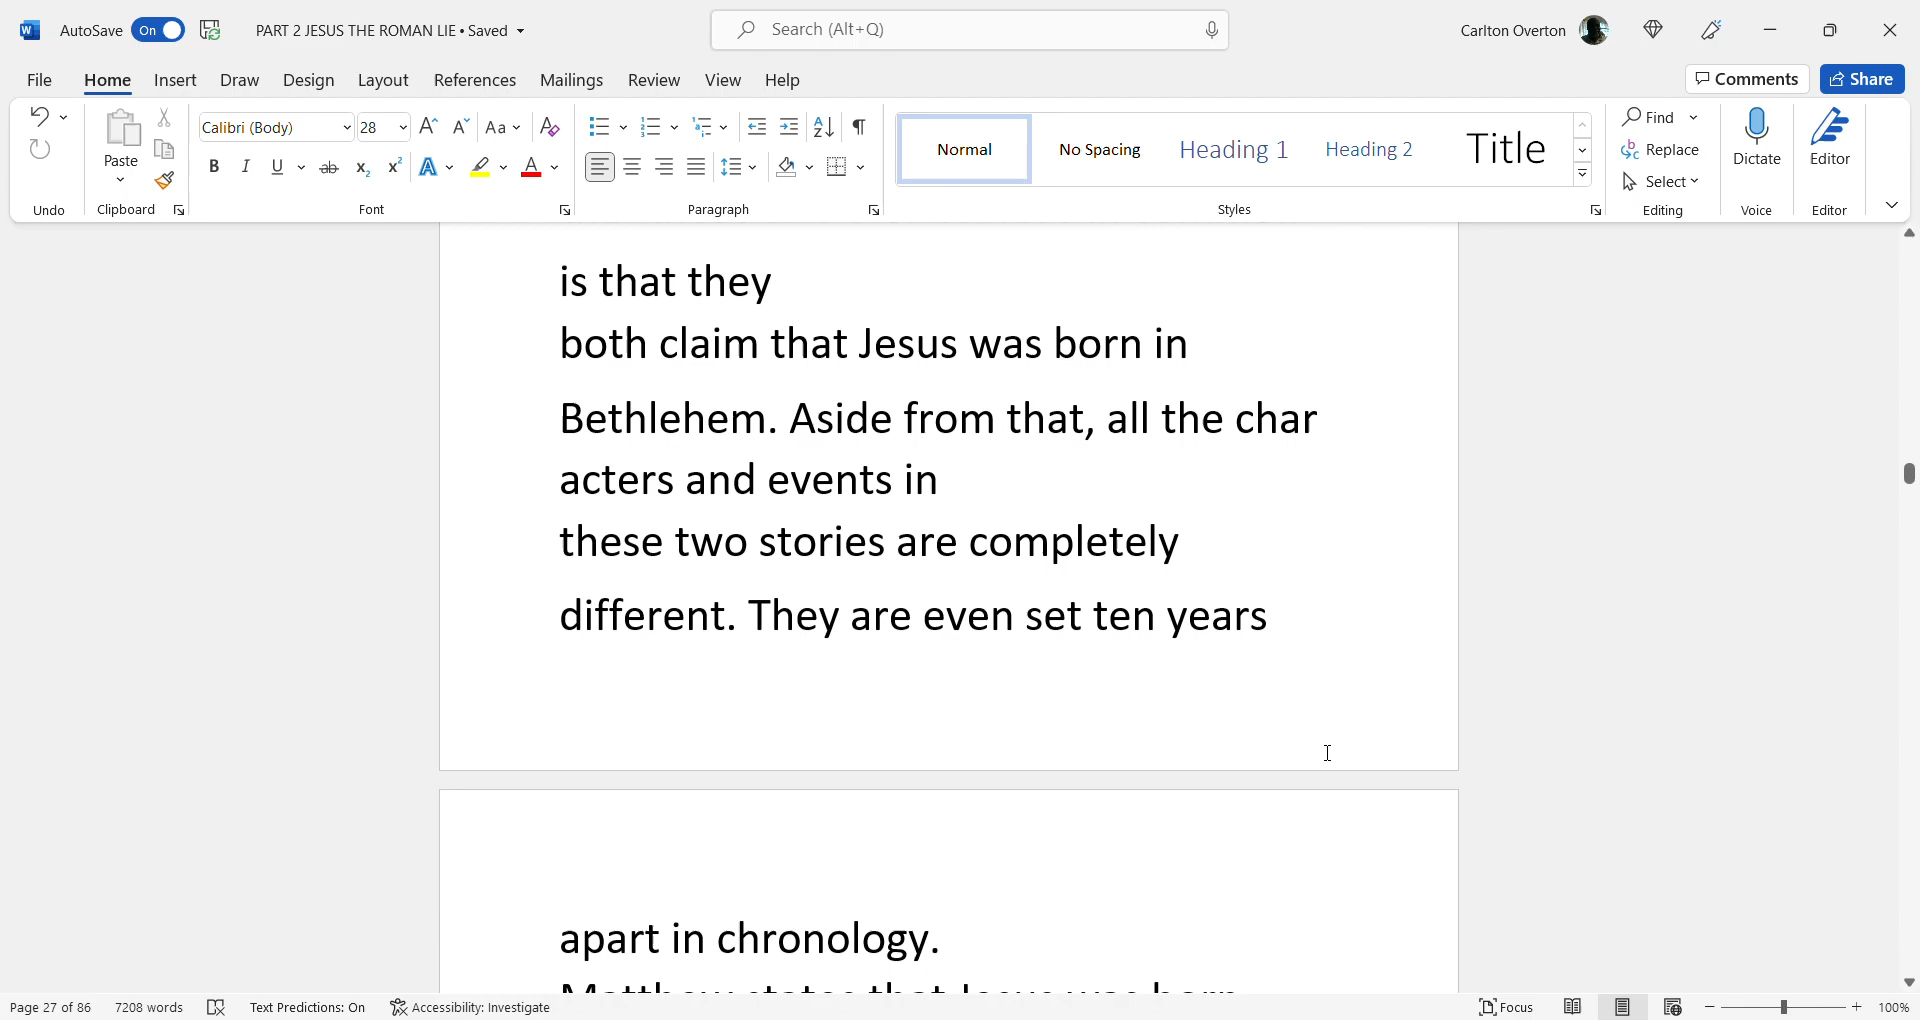 AutoSave On PART 2 JESUS THE ROMAN LIE • Saved Search (Alt+Q) Carlton Overton
File Home Insert Draw Design Layout References Mailings Review View Help Comments Share
Calibri (Body) 28 Aa
Paste
B I U ab x₂ x² A A
Normal No Spacing Heading 1 Heading 2 Title
Find
Replace
Select
Dictate
Editor
Undo Clipboard Font Paragraph Styles Editing Voice Editor
is that they
both claim that Jesus was born in
Bethlehem. Aside from that, all the char
acters and events in
these two stories are completely
different. They are even set ten years
apart in chronology.
Matthew states that Jesus was born
Page 27 of 86 7208 words Text Predictions: On Accessibility: Investigate Focus 100%